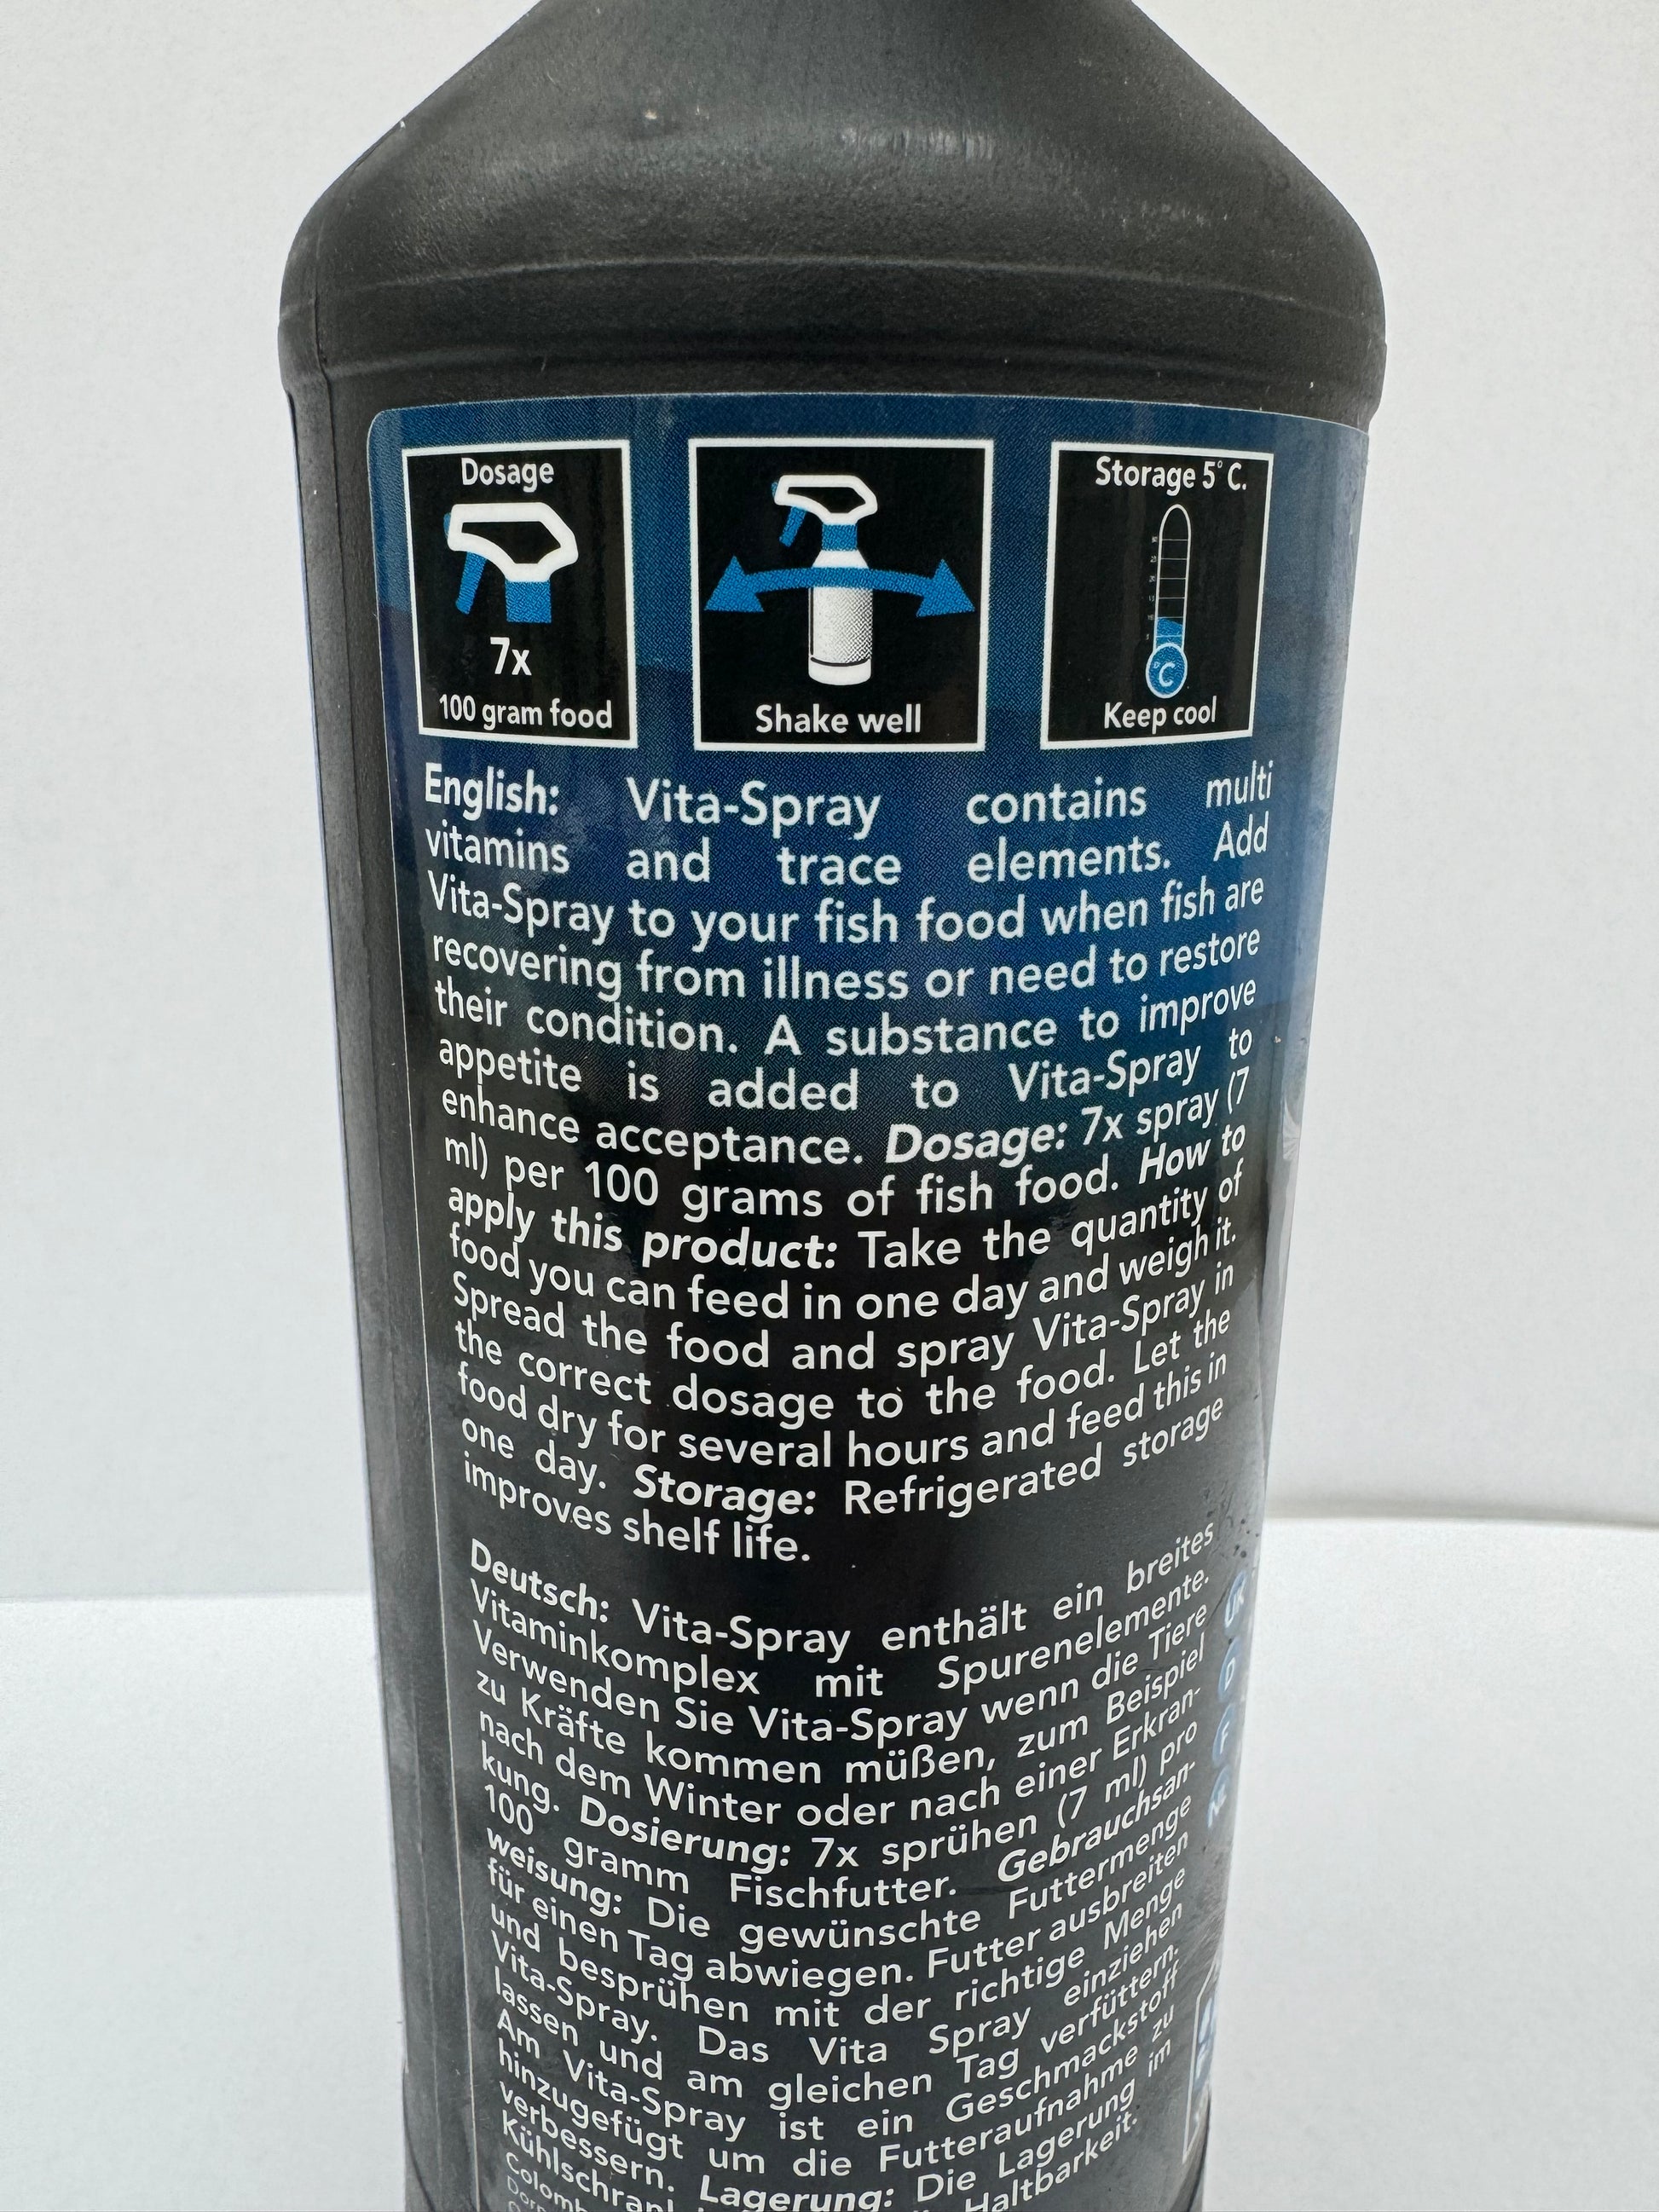 Dosage
7x
100 gram food
Shake well
Storage 5° C.
°C
Keep cool
English: Vita-Spray contains multi
vitamins and trace elements. Add
Vita-Spray to your fish food when fish are
recovering from illness or need to restore
their condition. A substance to improve
appetite is added to Vita-Spray to
enhance acceptance. Dosage: 7x spray (7
ml) per 100 grams of fish food. How to
apply this product: Take the quantity of
food you can feed in one day and weigh it.
Spread the food and spray Vita-Spray in
the correct dosage to the food. Let the
food dry for several hours and feed this in
one day. Storage: Refrigerated storage
improves shelf life.
Deutsch: Vita-Spray enthält ein breites
Vitaminkomplex mit Spurenelemente.
Verwenden Sie Vita-Spray wenn die Tiere
zu Kräfte kommen müßen, zum Beispiel
nach dem Winter oder nach einer Erkran-
kung. Dosierung: 7x sprühen (7 ml) pro
100 gramm Fischfutter. Gebrauchsan-
weisung: Die gewünschte Futtermenge
für einen Tag abwiegen. Futter ausbreiten
und besprühen mit der richtige Menge
Vita-Spray. Das Vita Spray einziehen
lassen und am gleichen Tag verfüttern.
Am Vita-Spray ist ein Geschmackstoff
hinzugefügt um die Futteraufnahme zu
verbessern. Lagerung: Die Lagerung im
Haltbarkeit.
UK
D
F
NL